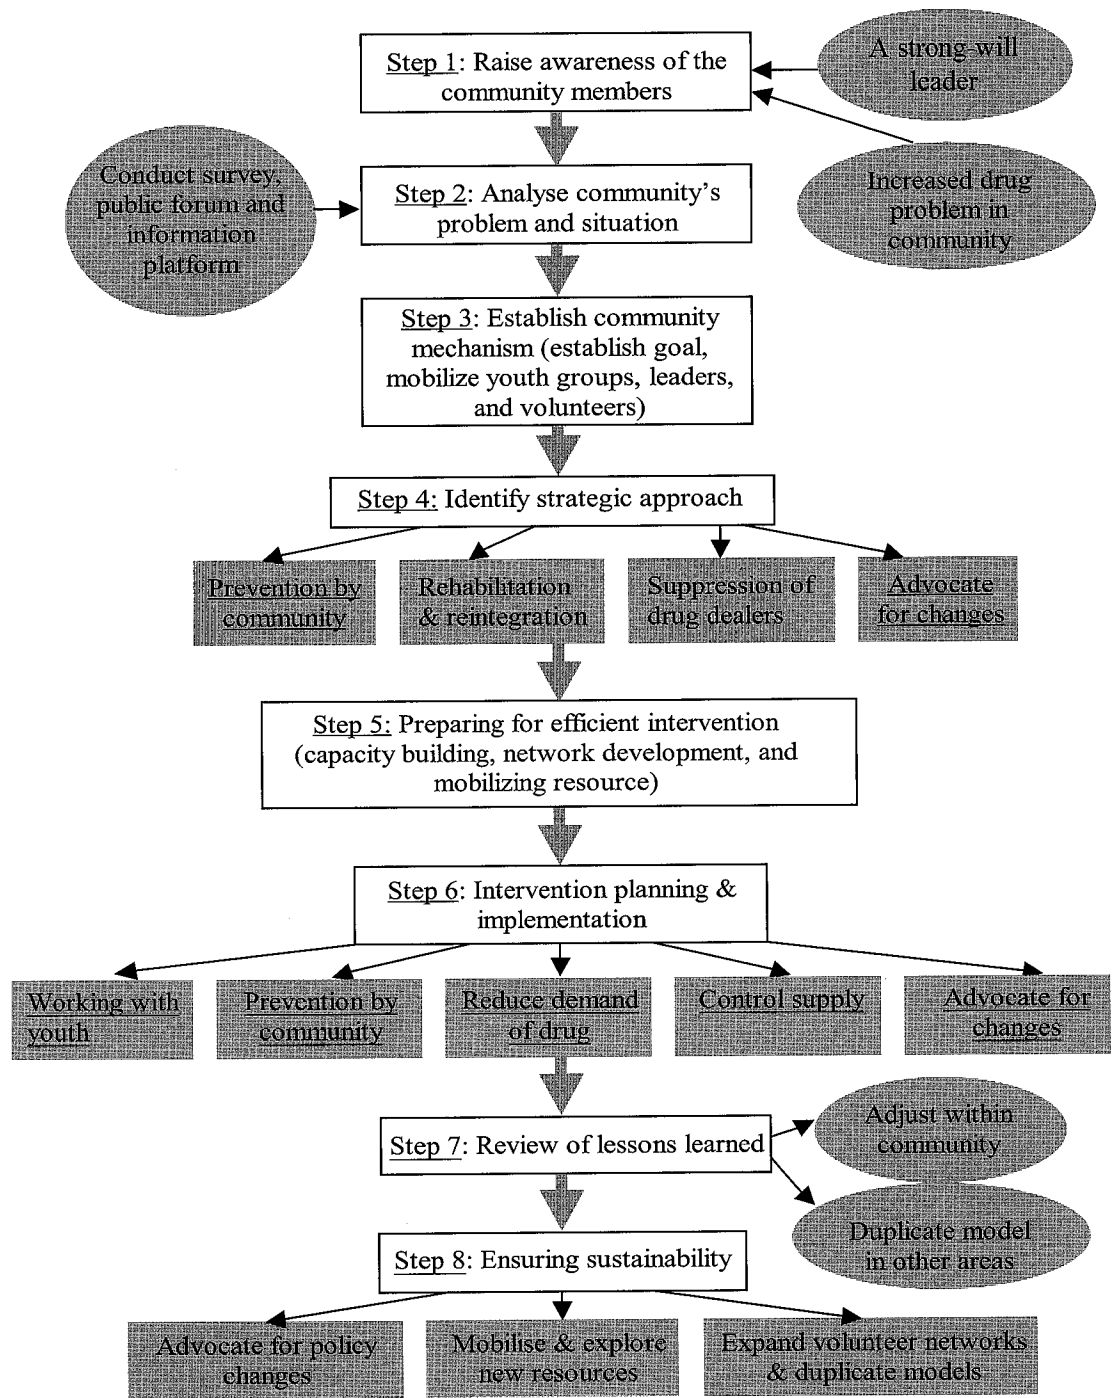 Step 1: Raise awareness of the
community members
A strong-will
leader
Increased drug
problem in
community
Conduct survey,
public forum and
information
platform
Step 2: Analyse community's
problem and situation
Step 3: Establish community
mechanism (establish goal,
mobilize youth groups, leaders,
and volunteers)
Step 4: Identify strategic approach
Prevention by
community
Rehabilitation
& reintegration
Suppression of
drug dealers
Advocate
for changes
Step 5: Preparing for efficient intervention
(capacity building, network development, and
mobilizing resource)
Step 6: Intervention planning &
implementation
Working with
youth
Prevention by
community
Reduce demand
of drug
Control supply
Advocate for
changes
Step 7: Review of lessons learned
Adjust within
community
Duplicate model
in other areas
Step 8: Ensuring sustainability
Advocate for policy
changes
Mobilise & explore
new resources
Expand volunteer networks
& duplicate models